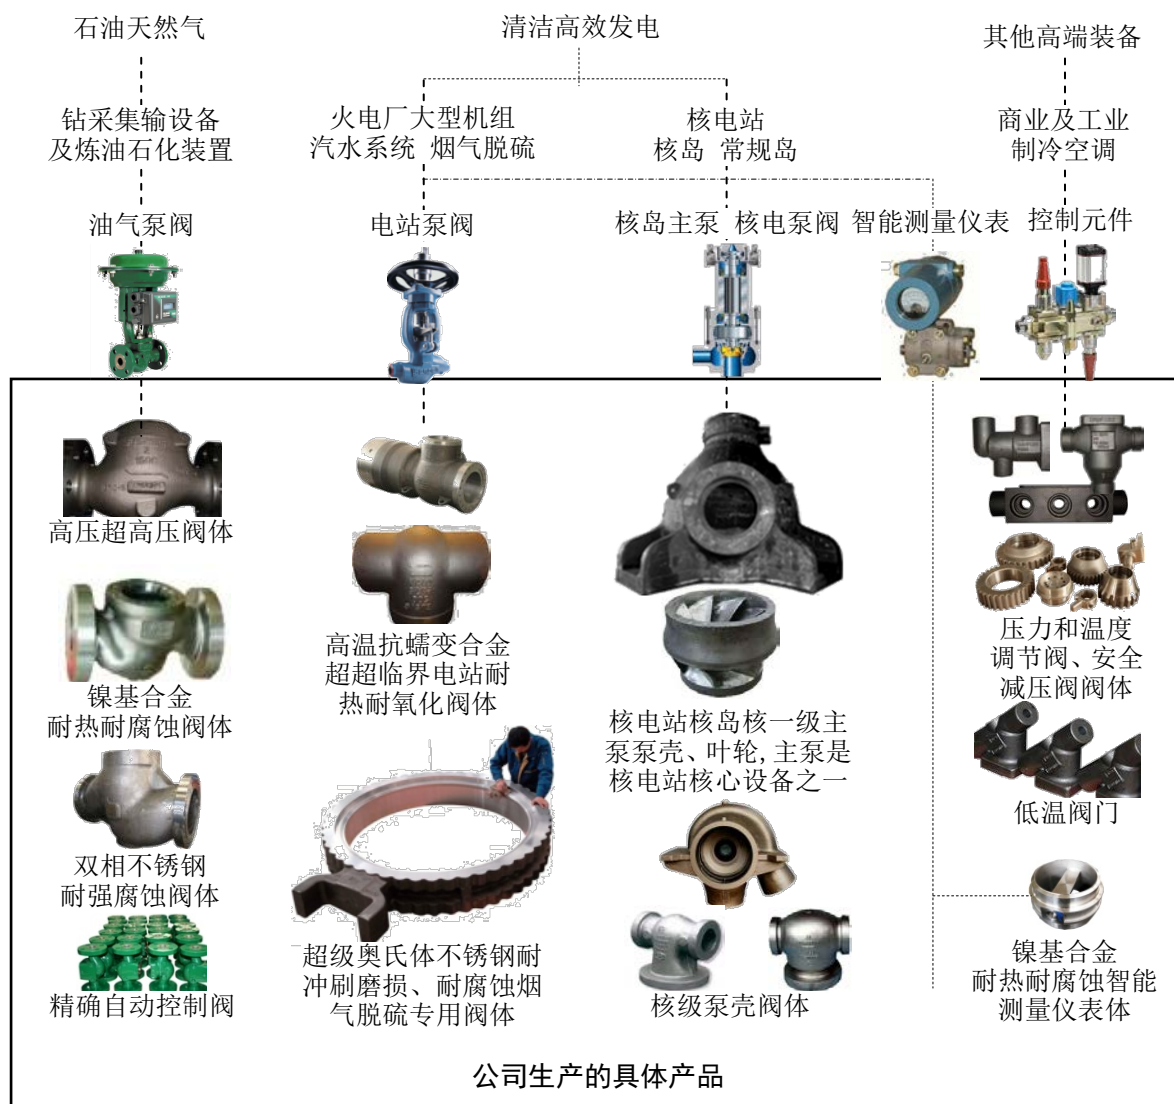 石油天然气
清洁高效发电
其他高端装备
钻采集输设备
及炼油石化装置
火电厂大型机组
汽水系统 烟气脱硫
核电站
核岛 常规岛
商业及工业
制冷空调
油气泵阀
电站泵阀
核岛主泵 核电泵阀
智能测量仪表
控制元件
高压超高压阀体
镍基合金
耐热耐腐蚀阀体
双相不锈钢
耐强腐蚀阀体
精确自动控制阀
高温抗蠕变合金
超超临界电站耐
热耐氧化阀体
超级奥氏体不锈钢耐
冲刷磨损、耐腐蚀烟
气脱硫专用阀体
核电站核岛核一级主
泵泵壳、叶轮,主泵是
核电站核心设备之一
核级泵壳阀体
压力和温度
调节阀、安全
减压阀阀体
低温阀门
镍基合金
耐热耐腐蚀智能
测量仪表体
公司生产的具体产品